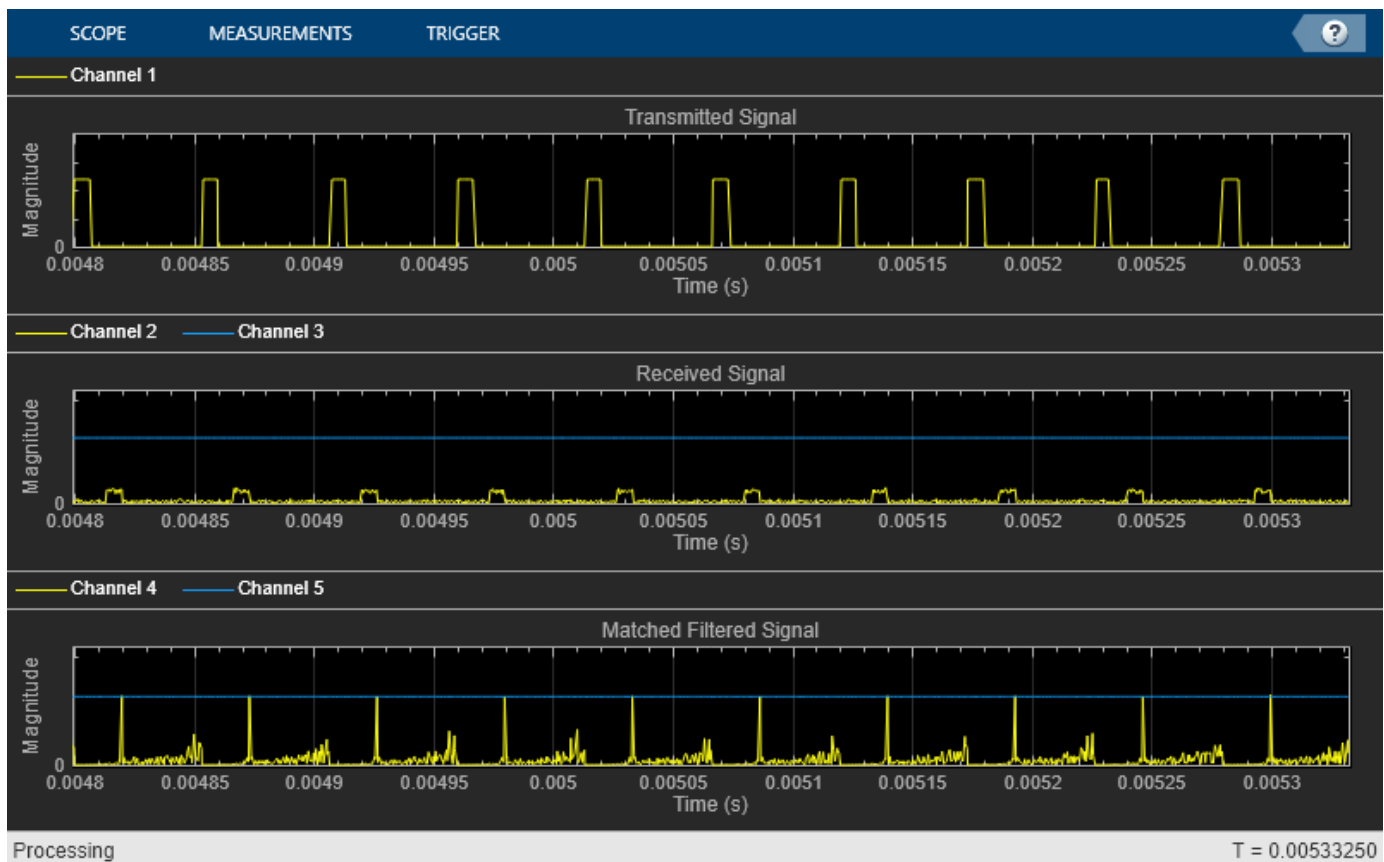 SCOPE MEASUREMENTS TRIGGER ?
Channel 1
Transmitted Signal
Magnitude
0
0.0048 0.00485 0.0049 0.00495 0.005 0.00505 0.0051 0.00515 0.0052 0.00525 0.0053
Time (s)
Channel 2 Channel 3
Received Signal
Magnitude
0
0.0048 0.00485 0.0049 0.00495 0.005 0.00505 0.0051 0.00515 0.0052 0.00525 0.0053
Time (s)
Channel 4 Channel 5
Matched Filtered Signal
Magnitude
0
0.0048 0.00485 0.0049 0.00495 0.005 0.00505 0.0051 0.00515 0.0052 0.00525 0.0053
Time (s)
Processing T = 0.00533250